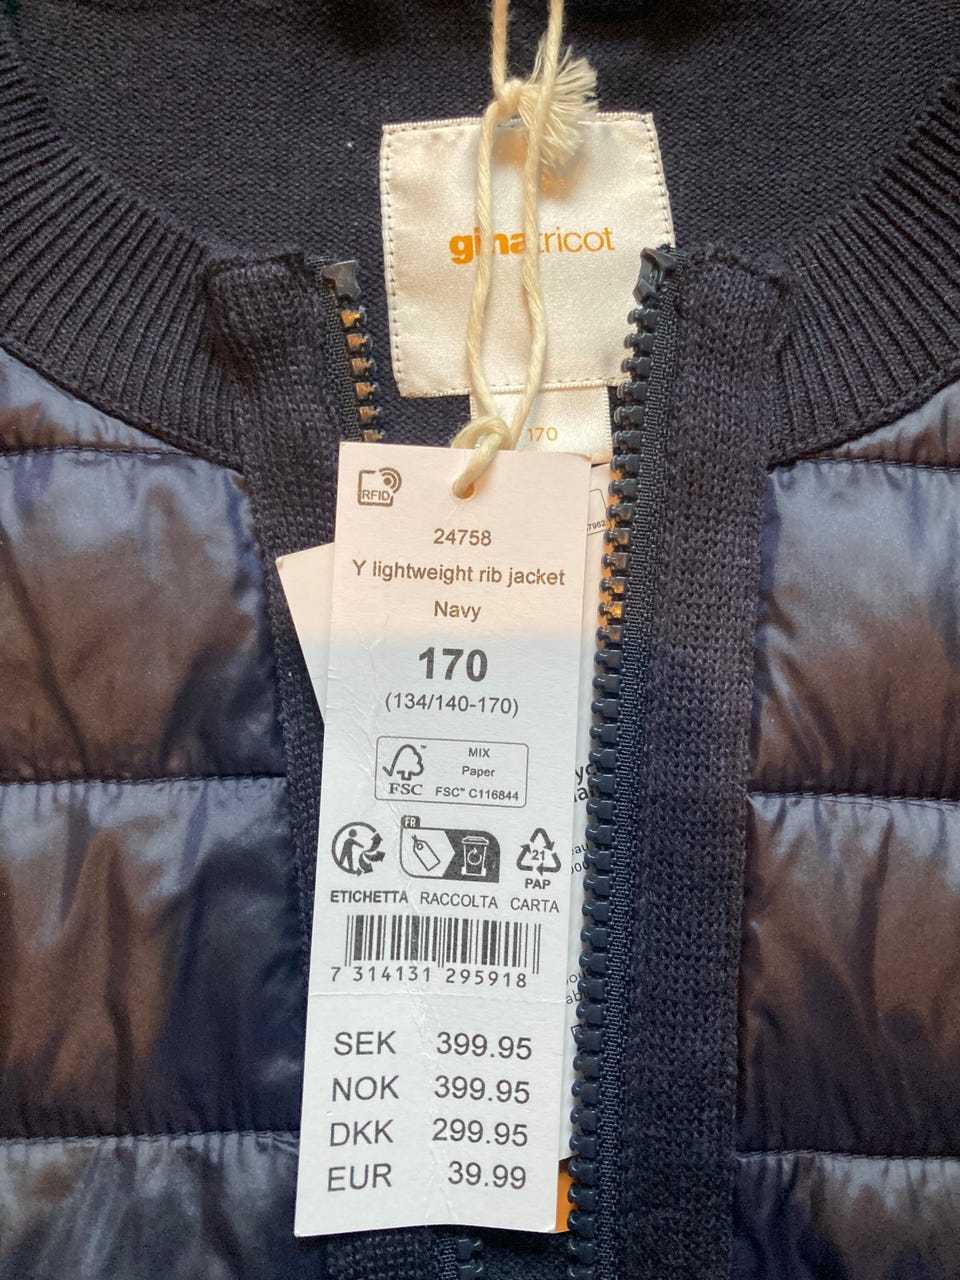 ginatricot
170
RFID
24758
Y lightweight rib jacket
Navy
170
(134/140-170)
FSC™
MIX
Paper
FSC™ C116844
FR
21
PAP
ETICHETTA RACCOLTA CARTA
7 314131 295918
SEK 399.95
NOK 399.95
DKK 299.95
EUR 39.99